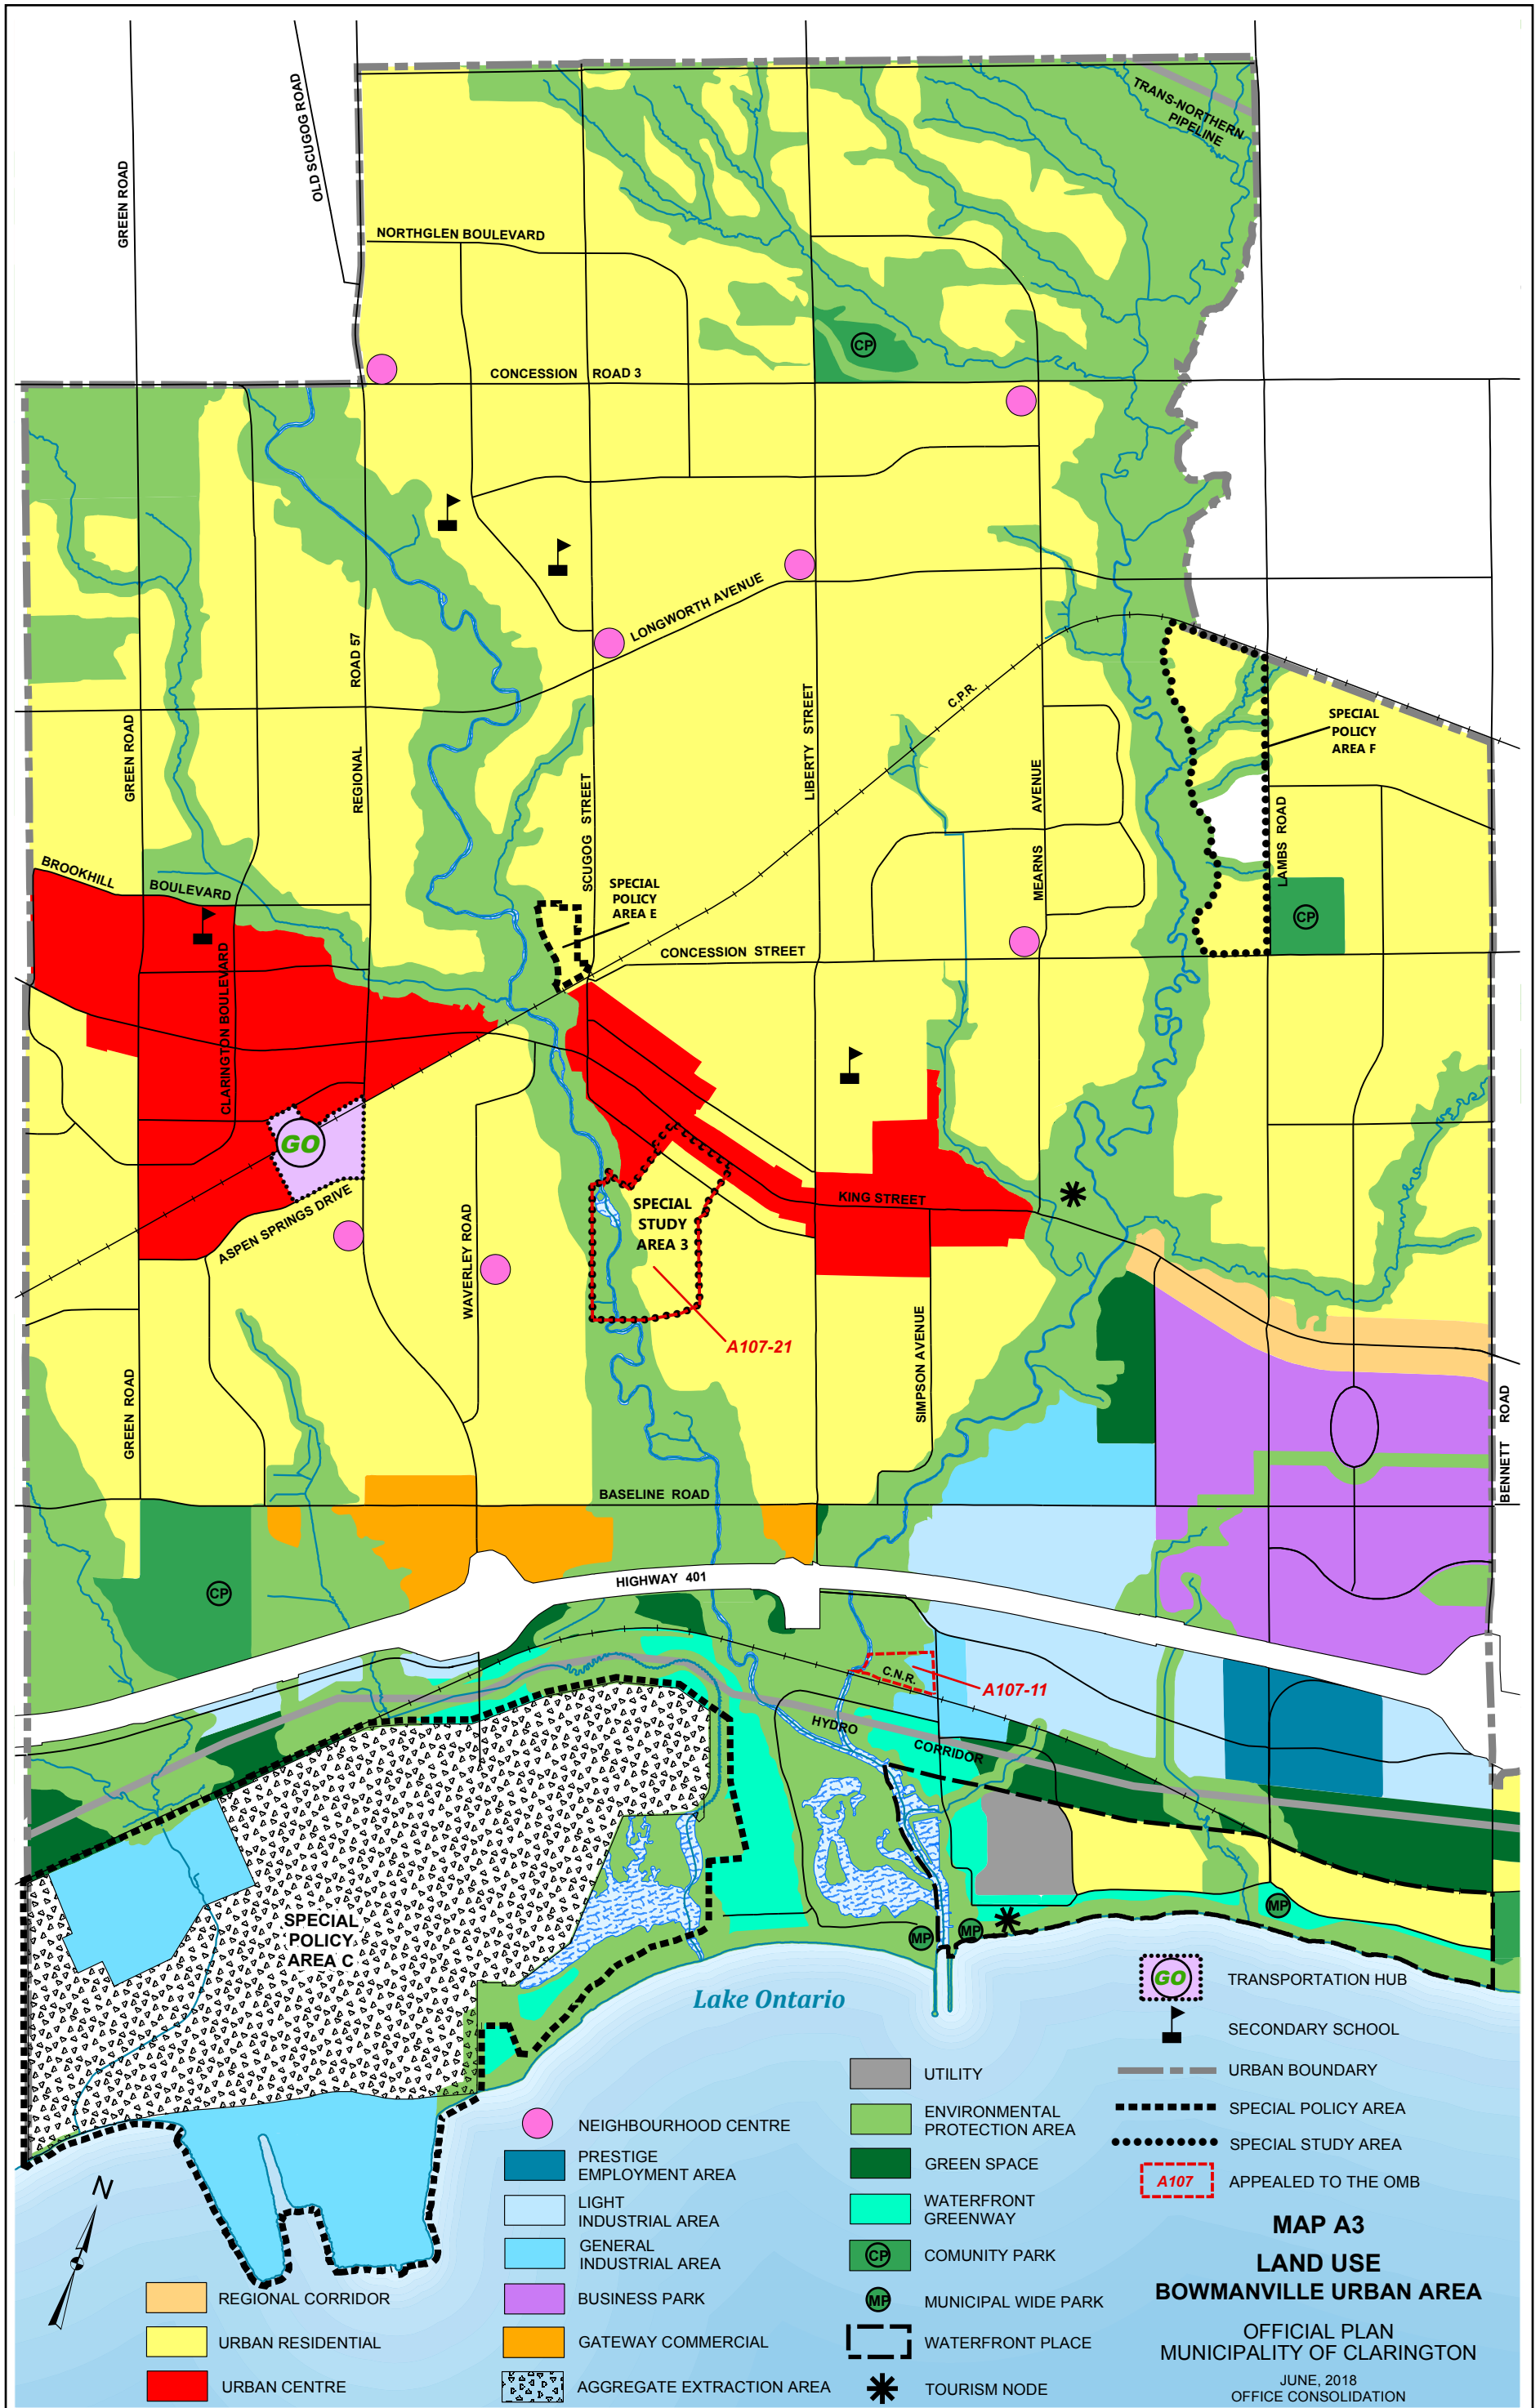 TRANS-NORTHERN
PIPELINE
OLD SCUGOG ROAD
GREEN ROAD
NORTHGLEN BOULEVARD
CP
CONCESSION ROAD 3
LONGWORTH AVENUE
REGIONAL ROAD 57
GREEN ROAD
SCUGOG STREET
LIBERTY STREET
C.P.R.
MEARNS AVENUE
SPECIAL
POLICY
AREA F
LAMBS ROAD
BROOKHILL BOULEVARD
SPECIAL
POLICY
AREA E
CP
CONCESSION STREET
CLARINGTON BOULEVARD
GO
ASPEN SPRINGS DRIVE
WAVERLEY ROAD
SPECIAL
STUDY
AREA 3
KING STREET
A107-21
SIMPSON AVENUE
GREEN ROAD
BENNETT ROAD
BASELINE ROAD
HIGHWAY 401
CP
C.N.R.
A107-11
HYDRO CORRIDOR
SPECIAL
POLICY
AREA C
MP
MP
MP
Lake Ontario
GO
TRANSPORTATION HUB
SECONDARY SCHOOL
URBAN BOUNDARY
SPECIAL POLICY AREA
SPECIAL STUDY AREA
A107
APPEALED TO THE OMB
UTILITY
ENVIRONMENTAL
PROTECTION AREA
GREEN SPACE
WATERFRONT
GREENWAY
CP
COMUNITY PARK
MP
MUNICIPAL WIDE PARK
WATERFRONT PLACE
TOURISM NODE
NEIGHBOURHOOD CENTRE
PRESTIGE
EMPLOYMENT AREA
LIGHT
INDUSTRIAL AREA
GENERAL
INDUSTRIAL AREA
BUSINESS PARK
GATEWAY COMMERCIAL
AGGREGATE EXTRACTION AREA
N
REGIONAL CORRIDOR
URBAN RESIDENTIAL
URBAN CENTRE
MAP A3
LAND USE
BOWMANVILLE URBAN AREA
OFFICIAL PLAN
MUNICIPALITY OF CLARINGTON
JUNE, 2018
OFFICE CONSOLIDATION